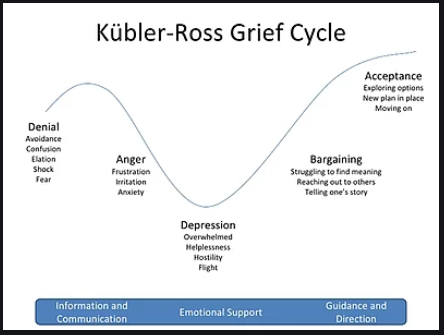 Kübler-Ross Grief Cycle
Denial
Avoidance
Confusion
Elation
Shock
Fear
Anger
Frustration
Irritation
Anxiety
Depression
Overwhelmed
Helplessness
Hostility
Flight
Bargaining
Struggling to find meaning
Reaching out to others
Telling one's story
Acceptance
Exploring options
New plan in place
Moving on
Information and
Communication
Emotional Support
Guidance and
Direction